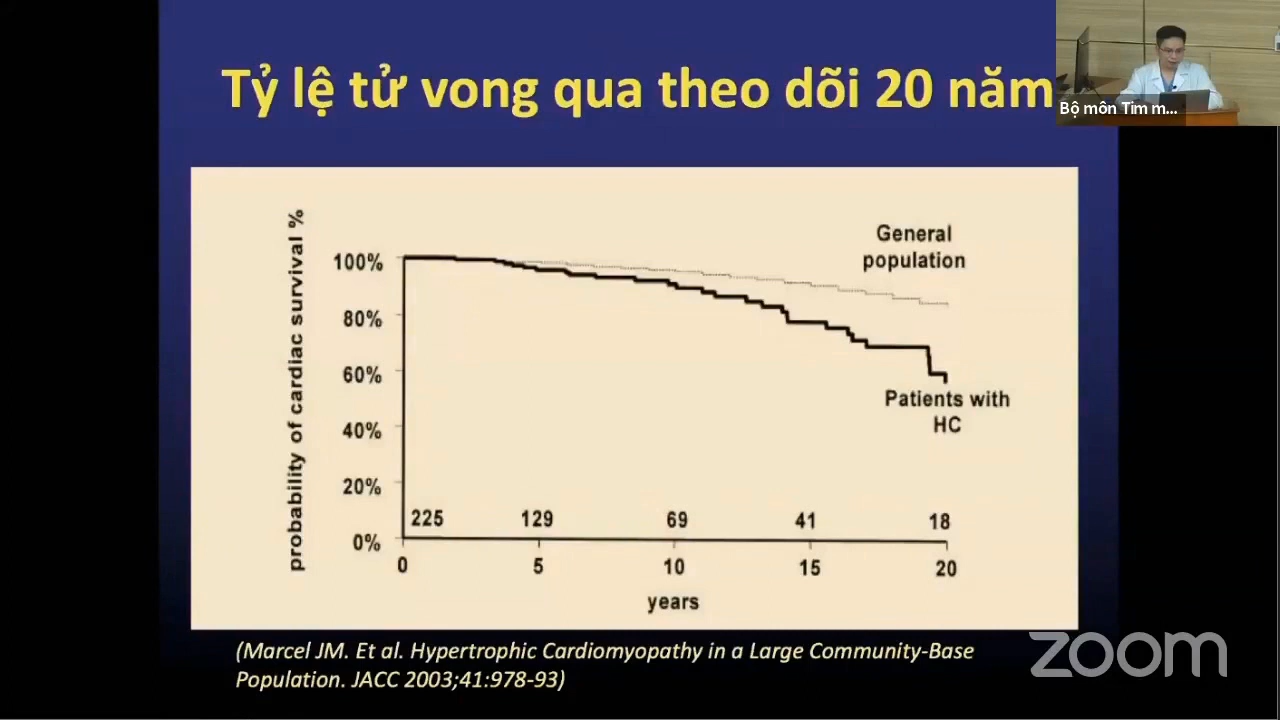 Tỷ lệ tử vong qua theo dõi 20 năm
Bộ môn Tim m...
probability of cardiac survival %
General
population
100%
80%
60%
40%
20%
0%
Patients with
HC
225 129 69 41 18
0 5 10 15 20
years
(Marcel JM. Et al. Hypertrophic Cardiomyopathy in a Large Community-Base
Population. JACC 2003;41:978-93)
zoom